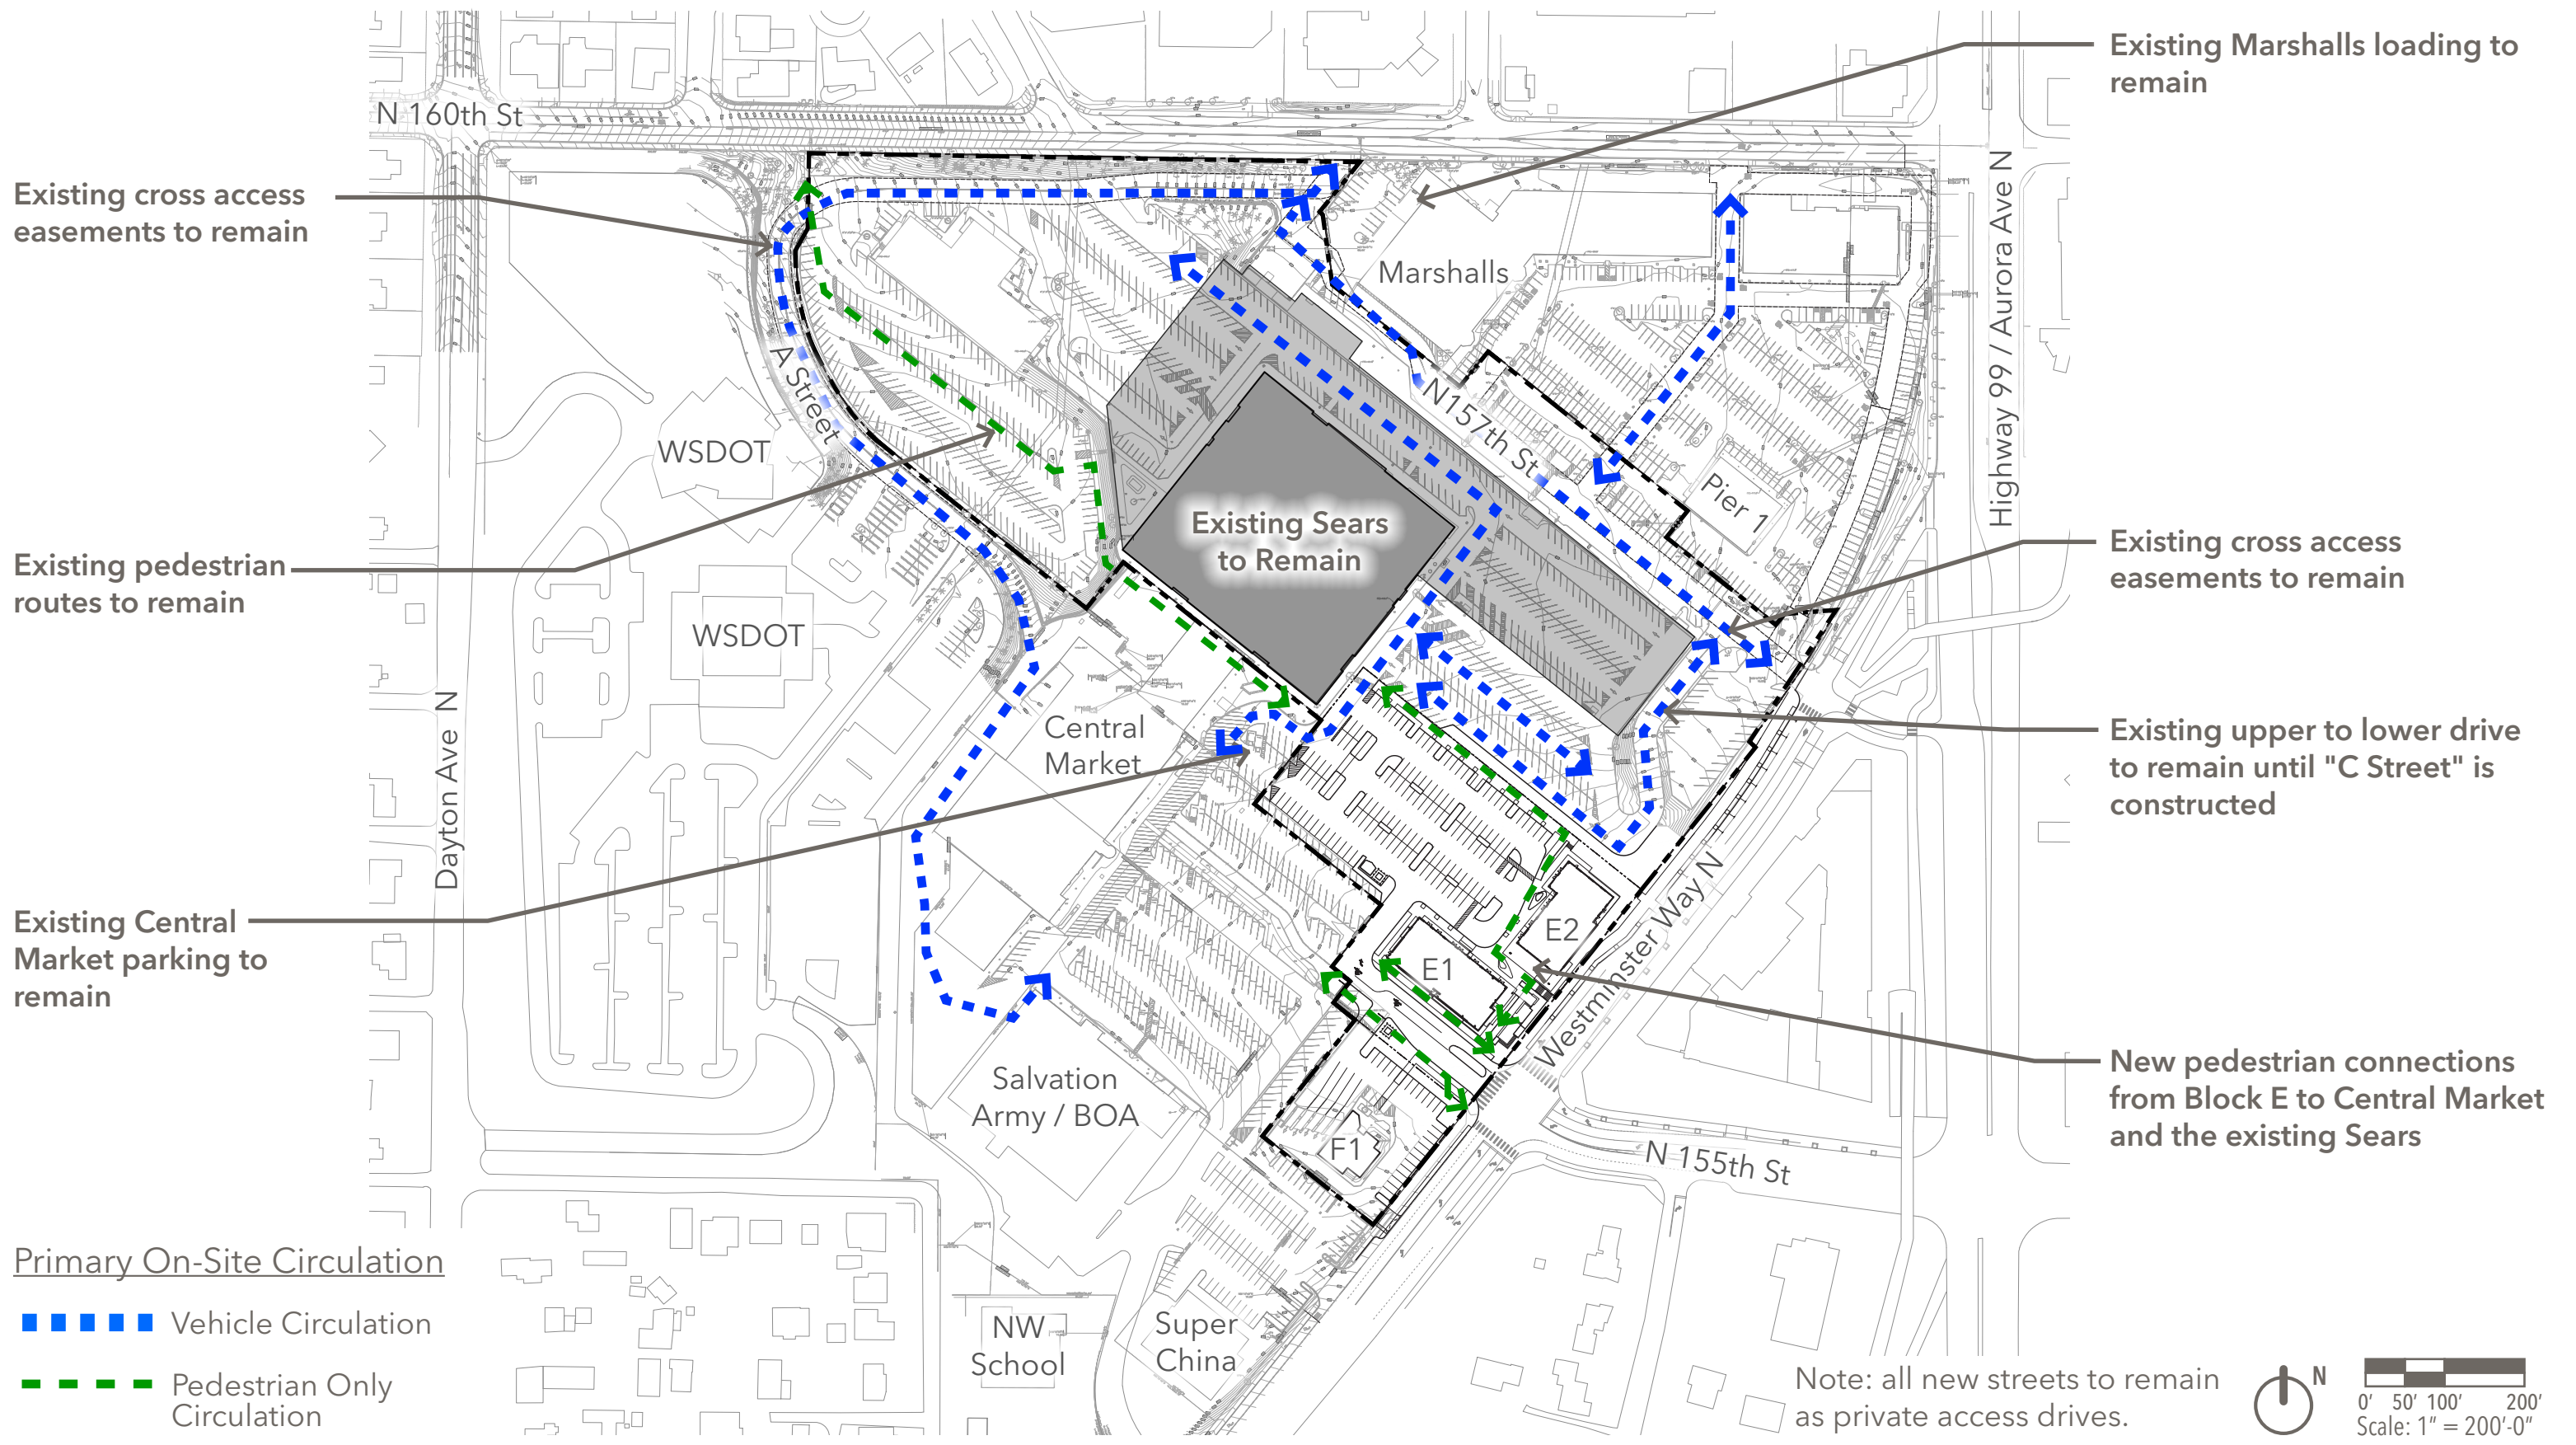 Existing Marshalls loading to
remain
N 160th St
Existing cross access
easements to remain
Marshalls
Highway 99 / Aurora Ave N
A Street
N157th St
WSDOT
Pier 1
Existing Sears
to Remain
Existing cross access
easements to remain
Existing pedestrian
routes to remain
WSDOT
Dayton Ave N
Central
Market
Existing upper to lower drive
to remain until "C Street" is
constructed
Existing Central
Market parking to
remain
E2
E1
Westminster Way N
New pedestrian connections
from Block E to Central Market
and the existing Sears
Salvation
Army / BOA
F1
N 155th St
Primary On-Site Circulation
Vehicle Circulation
Pedestrian Only
Circulation
NW
School
Super
China
Note: all new streets to remain
as private access drives.
N
0' 50' 100' 200'
Scale: 1" = 200'-0"